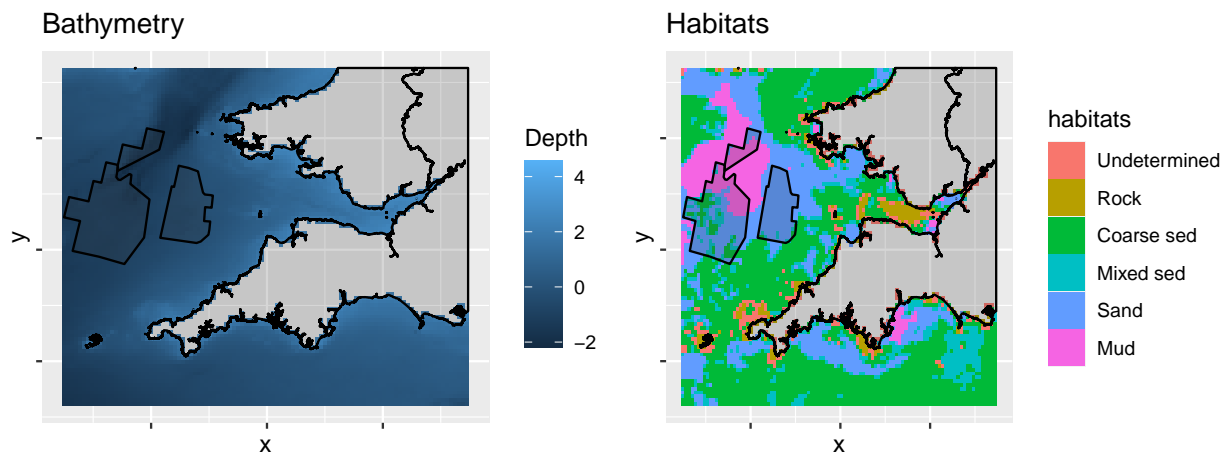 Bathymetry
y
x
Depth
4
2
0
−2
Habitats
y
x
habitats
Undetermined
Rock
Coarse sed
Mixed sed
Sand
Mud